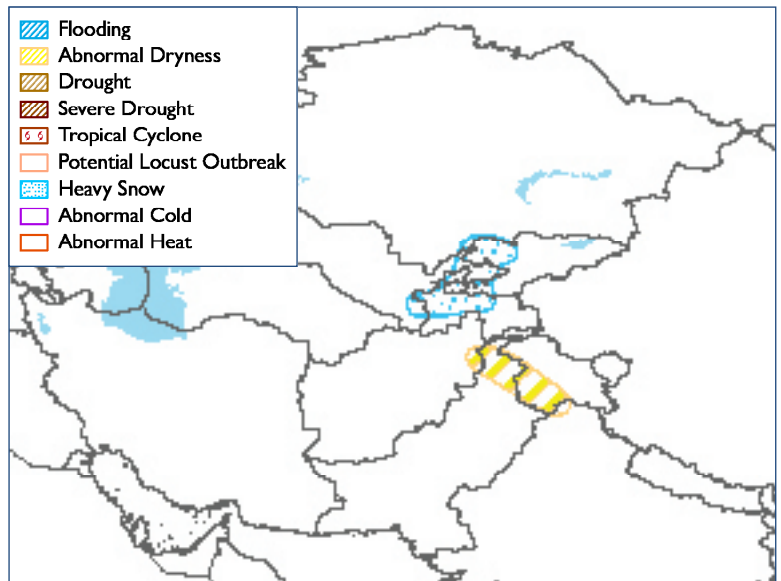 Flooding
Abnormal Dryness
Drought
Severe Drought
Tropical Cyclone
Potential Locust Outbreak
Heavy Snow
Abnormal Cold
Abnormal Heat